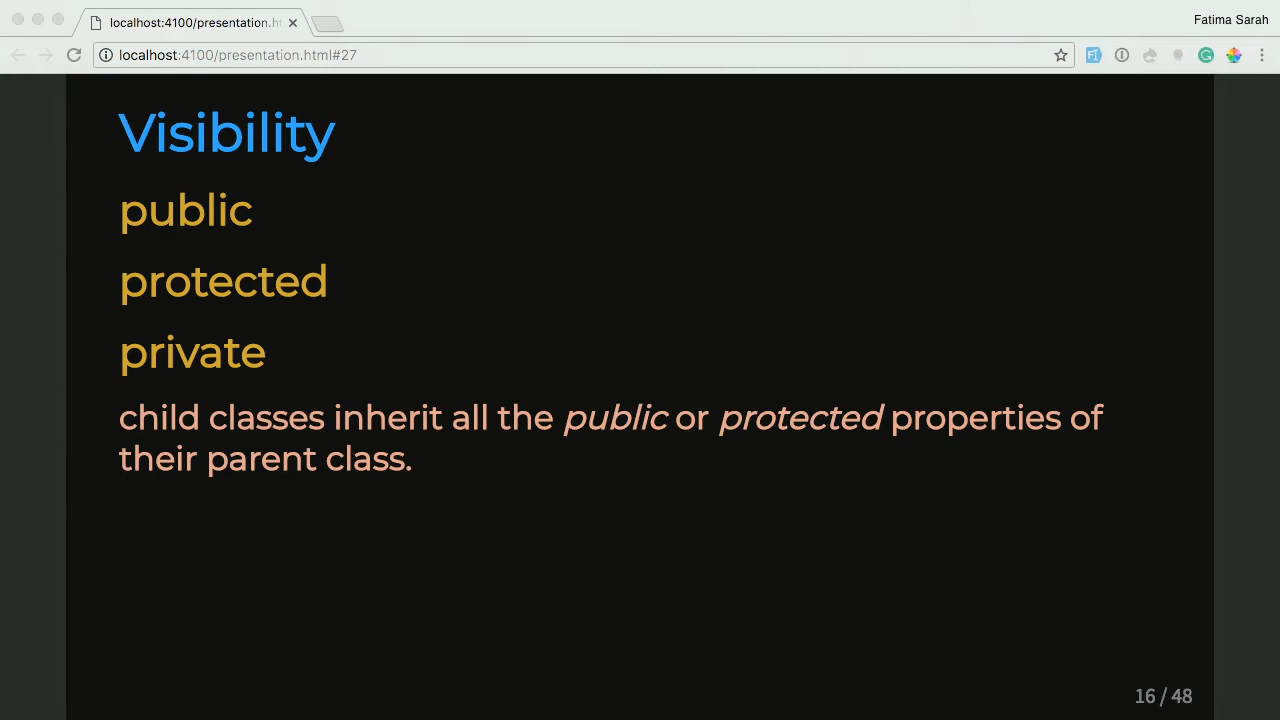 localhost:4100/presentation.ht
Fatima Sarah
localhost:4100/presentation.html#27
Visibility
public
protected
private
child classes inherit all the public or protected properties of
their parent class.
16 / 48